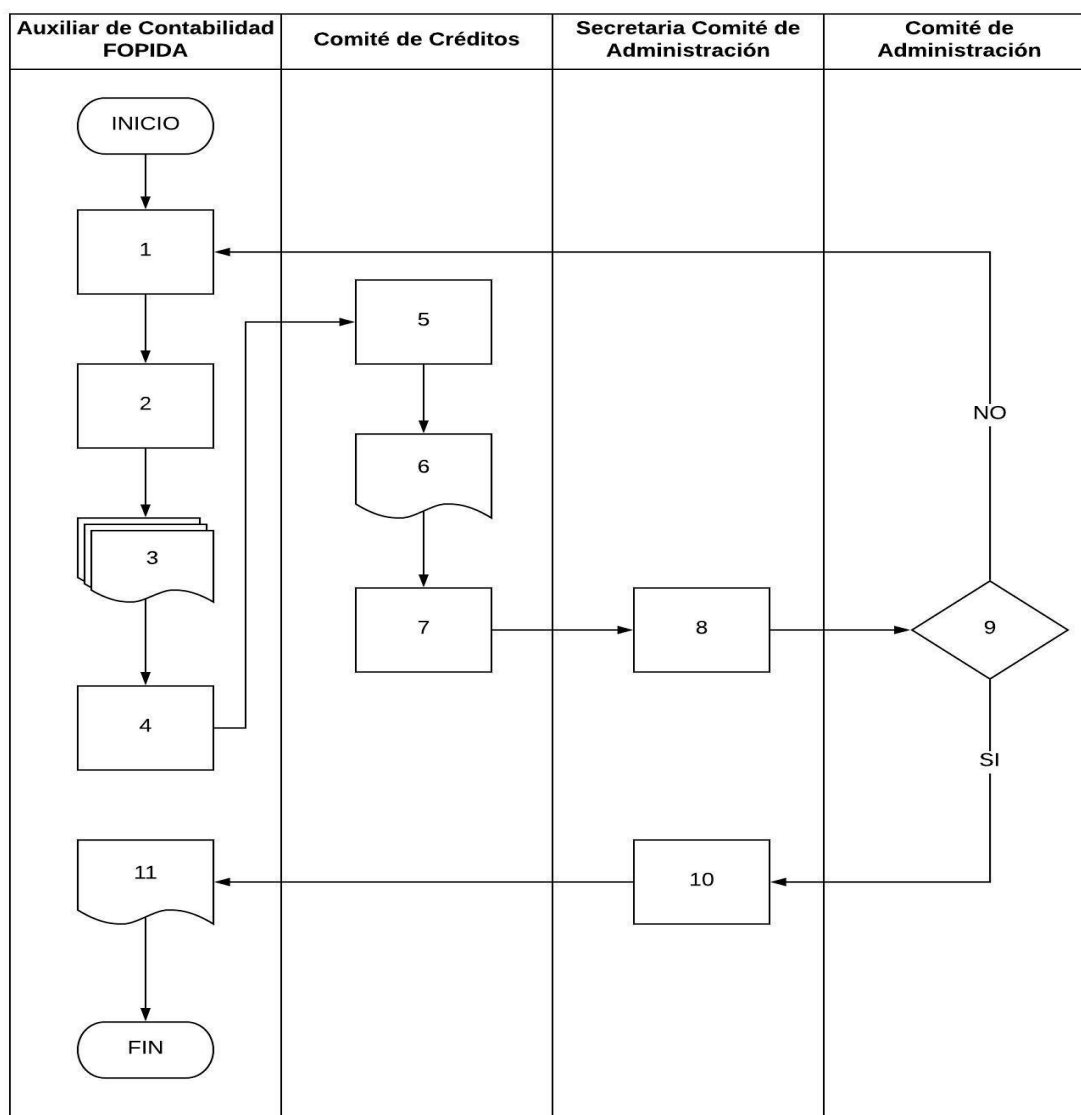 Auxiliar de Contabilidad
FOPIDA
Comité de Créditos
Secretaria Comité de
Administración
Comité de
Administración
INICIO
1
5
2
NO
6
3
7
8
9
4
SI
11
10
FIN